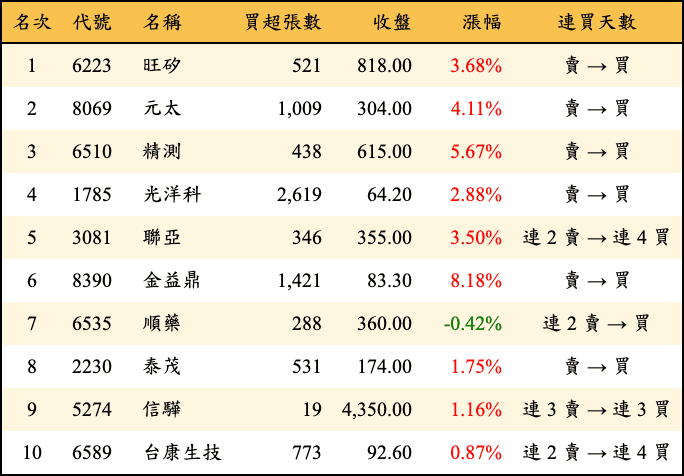 名次 代號 名稱 買超張數 收盤 漲幅 連買天數
1 6223 旺矽 521 818.00 3.68% 賣 → 買
2 8069 元太 1,009 304.00 4.11% 賣 → 買
3 6510 精測 438 615.00 5.67% 賣 → 買
4 1785 光洋科 2,619 64.20 2.88% 賣 → 買
5 3081 聯亞 346 355.00 3.50% 連 2 賣 → 連 4 買
6 8390 金益鼎 1,421 83.30 8.18% 賣 → 買
7 6535 順藥 288 360.00 -0.42% 連 2 賣 → 買
8 2230 泰茂 531 174.00 1.75% 賣 → 買
9 5274 信驊 19 4,350.00 1.16% 連 3 賣 → 連 3 買
10 6589 台康生技 773 92.60 0.87% 連 2 賣 → 連 4 買